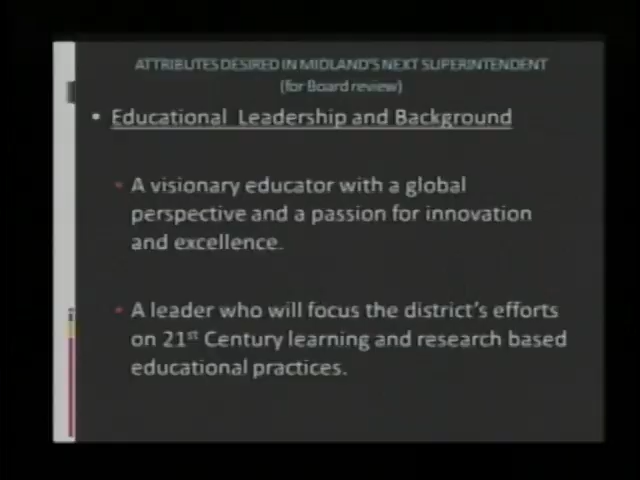 ATTRIBUTES DESIRED IN MIDLAND'S NEXT SUPERINTENDENT
(for Board review)
• Educational Leadership and Background
• A visionary educator with a global
perspective and a passion for innovation
and excellence.
• A leader who will focus the district's efforts
on 21st Century learning and research based
educational practices.